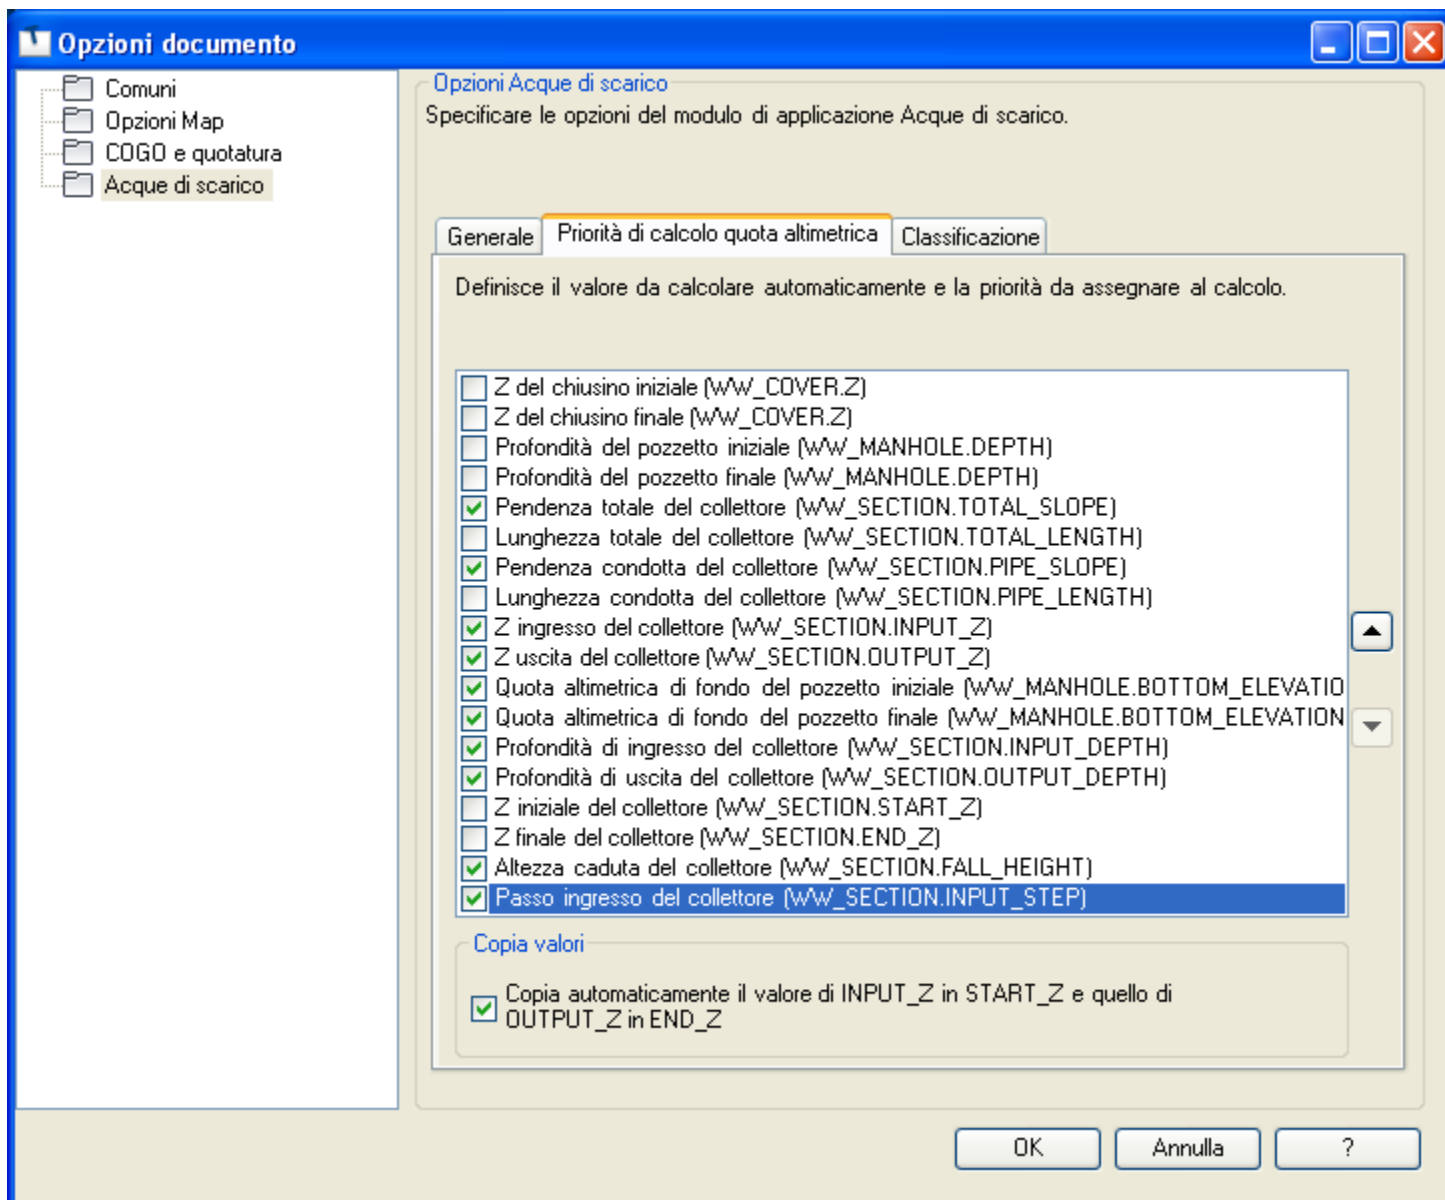 Opzioni documento
Comuni
Opzioni Map
COGO e quotatura
Acque di scarico
Opzioni Acque di scarico
Specificare le opzioni del modulo di applicazione Acque di scarico.
Generale
Priorità di calcolo quota altimetrica
Classificazione
Definisce il valore da calcolare automaticamente e la priorità da assegnare al calcolo.
Z del chiusino iniziale (WW_COVER.Z)
Z del chiusino finale (WW_COVER.Z)
Profondità del pozzetto iniziale (WW_MANHOLE.DEPTH)
Profondità del pozzetto finale (WW_MANHOLE.DEPTH)
Pendenza totale del collettore (WW_SECTION.TOTAL_SLOPE)
Lunghezza totale del collettore (WW_SECTION.TOTAL_LENGTH)
Pendenza condotta del collettore (WW_SECTION.PIPE_SLOPE)
Lunghezza condotta del collettore (WW_SECTION.PIPE_LENGTH)
Z ingresso del collettore (WW_SECTION.INPUT_Z)
Z uscita del collettore (WW_SECTION.OUTPUT_Z)
Quota altimetrica di fondo del pozzetto iniziale (WW_MANHOLE.BOTTOM_ELEVATIO
Quota altimetrica di fondo del pozzetto finale (WW_MANHOLE.BOTTOM_ELEVATION
Profondità di ingresso del collettore (WW_SECTION.INPUT_DEPTH)
Profondità di uscita del collettore (WW_SECTION.OUTPUT_DEPTH)
Z iniziale del collettore (WW_SECTION.START_Z)
Z finale del collettore (WW_SECTION.END_Z)
Altezza caduta del collettore (WW_SECTION.FALL_HEIGHT)
Passo ingresso del collettore (WW_SECTION.INPUT_STEP)
Copia valori
Copia automaticamente il valore di INPUT_Z in START_Z e quello di
OUTPUT_Z in END_Z
OK
Annulla
?